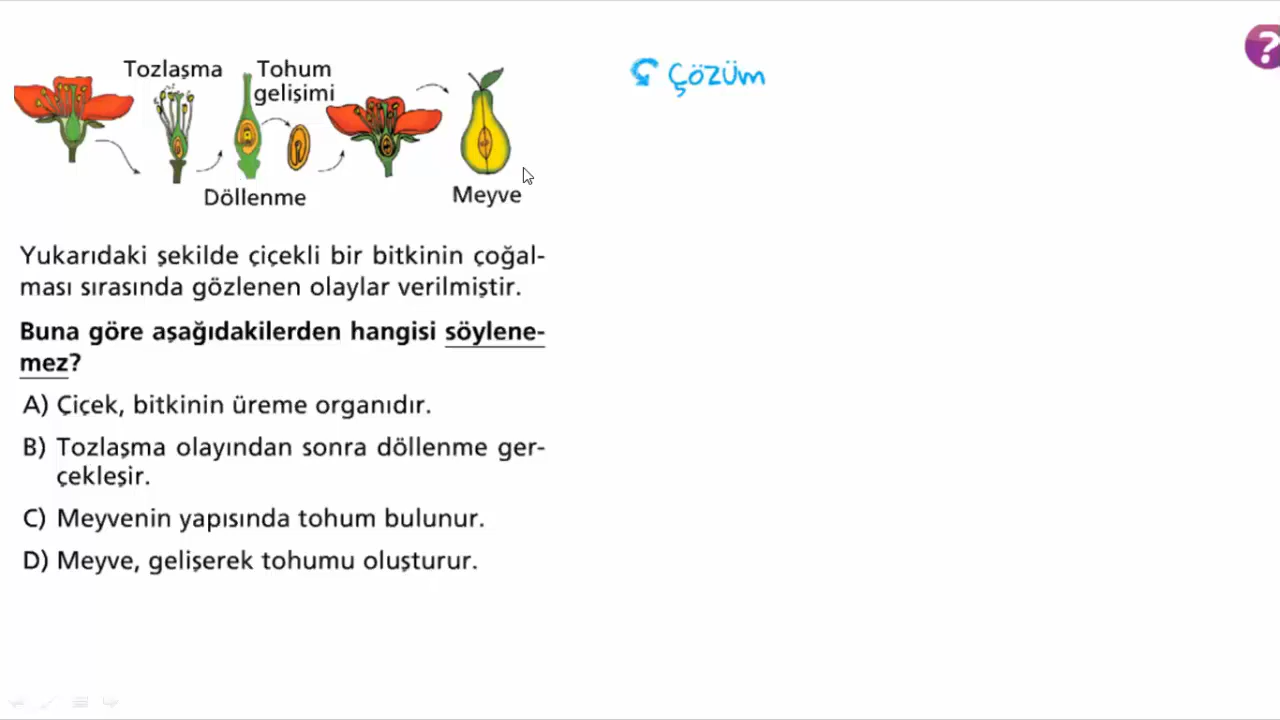 Tozlaşma
Tohum
gelişimi
Döllenme
Meyve
Yukarıdaki şekilde çiçekli bir bitkinin çoğal-
ması sırasında gözlenen olaylar verilmiştir.
Buna göre aşağıdakilerden hangisi söylene-
mez?
A) Çiçek, bitkinin üreme organıdır.
B) Tozlaşma olayından sonra döllenme ger-
çekleşir.
C) Meyvenin yapısında tohum bulunur.
D) Meyve, gelişerek tohumu oluşturur.
Çözüm
?